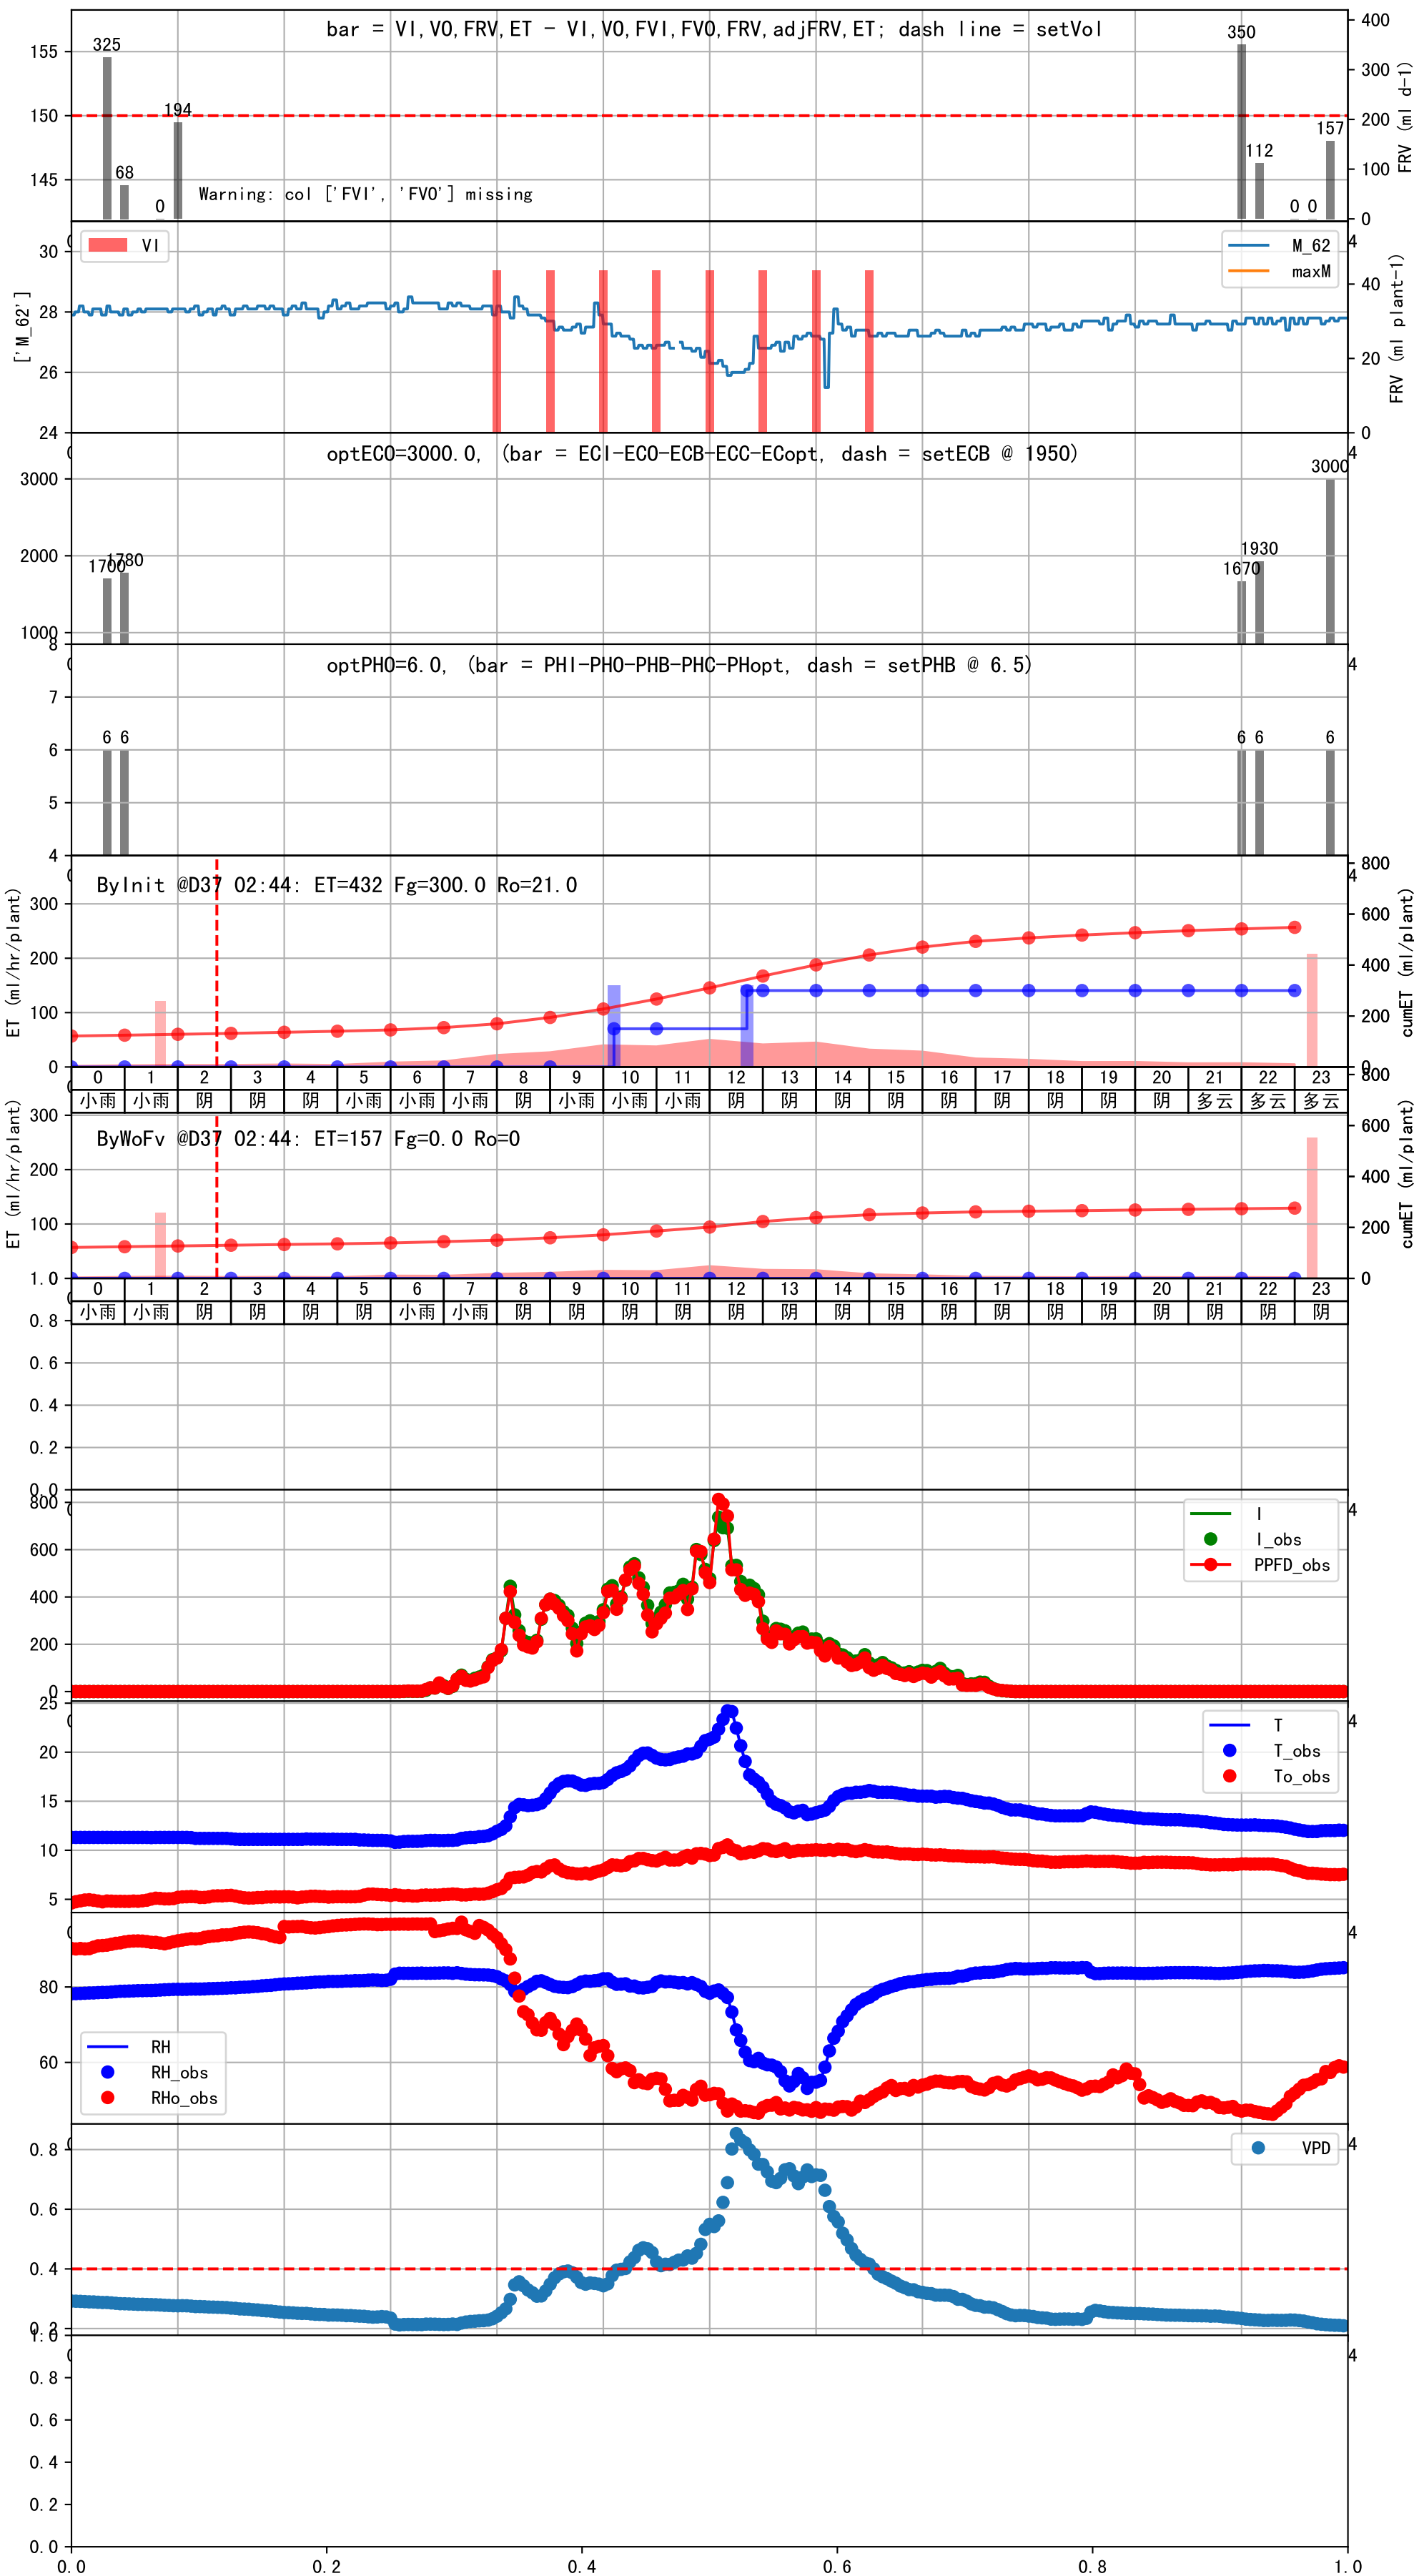 bar = VI,VO,FRV,ET - VI,VO,FVI,FVO,FRV,adjFRV,ET; dash line = setVol
155
150
145
325
68
0
194
350
112
0 0
157
Warning: col ['FVI', 'FVO'] missing
400
300
200
100
0
FRV (ml d-1)
VI
M_62
maxM
['M_62']
30
28
26
24
40
20
0
FRV (ml plant-1)
optECO=3000.0, (bar = ECI-ECO-ECB-ECC-ECopt, dash = setECB @ 1950)
3000
2000
1000
1700
1780
1670
1930
3000
optPHO=6.0, (bar = PHI-PHO-PHB-PHC-PHopt, dash = setPHB @ 6.5)
8
7
6
5
4
6 6
6 6
6
ByInit @D37 02:44: ET=432 Fg=300.0 Ro=21.0
ET (ml/hr/plant)
300
200
100
0
800
600
400
200
0
cumET (ml/plant)
0 1 2 3 4 5 6 7 8 9 10 11 12 13 14 15 16 17 18 19 20 21 22 23
小雨 小雨 阴 阴 阴 小雨 小雨 小雨 阴 小雨 小雨 小雨 阴 阴 阴 阴 阴 阴 阴 阴 阴 多云 多云 多云
ByWoFv @D37 02:44: ET=157 Fg=0.0 Ro=0
ET (ml/hr/plant)
300
200
100
800
600
400
200
0
cumET (ml/plant)
0 1 2 3 4 5 6 7 8 9 10 11 12 13 14 15 16 17 18 19 20 21 22 23
小雨 小雨 阴 阴 阴 阴 小雨 小雨 阴 阴 阴 阴 阴 阴 阴 阴 阴 阴 阴 阴 阴 阴 阴 阴
1.0
0.8
0.6
0.4
0.2
0.0
800
600
400
200
0
I
I_obs
PPFD_obs
25
20
15
10
5
T
T_obs
To_obs
80
60
RH
RH_obs
RHo_obs
0.8
0.6
0.4
0.2
VPD
1.0
0.8
0.6
0.4
0.2
0.0
0.0 0.2 0.4 0.6 0.8 1.0